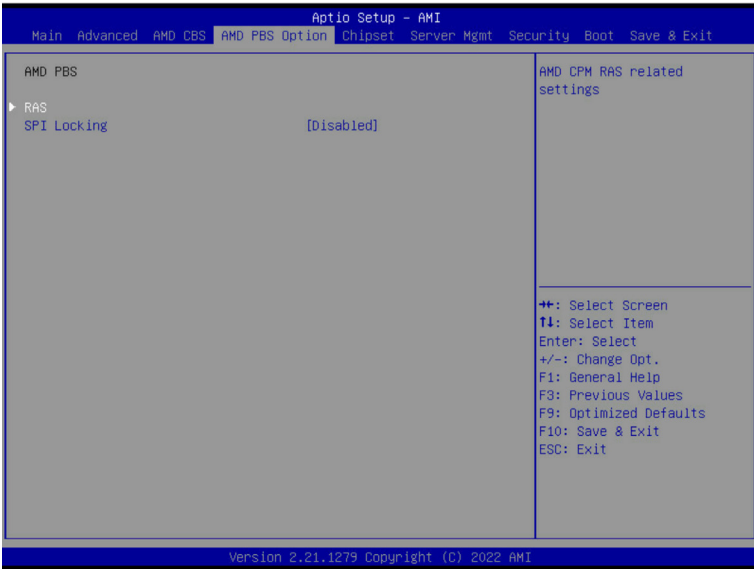 Aptio Setup - AMI
Main Advanced AMD CBS AMD PBS Option Chipset Server Mgmt Security Boot Save & Exit
AMD PBS
RAS
SPI Locking [Disabled]
AMD CPM RAS related
settings
→←: Select Screen
↑↓: Select Item
Enter: Select
+/-: Change Opt.
F1: General Help
F3: Previous Values
F9: Optimized Defaults
F10: Save & Exit
ESC: Exit
Version 2.21.1279 Copyright (C) 2022 AMI